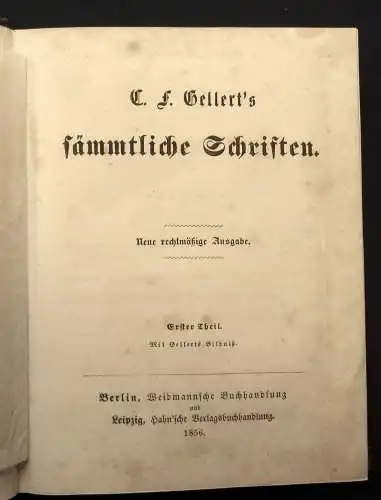 C. F. Gellert's
sämmtliche Schriften.
Neue rechtmäßige Ausgabe.
Erster Theil.
Mit Gellerts Bildniß.
Berlin, Weidmannsche Buchhandlung
und
Leipzig, Hahn'sche Verlagsbuchhandlung.
1856.